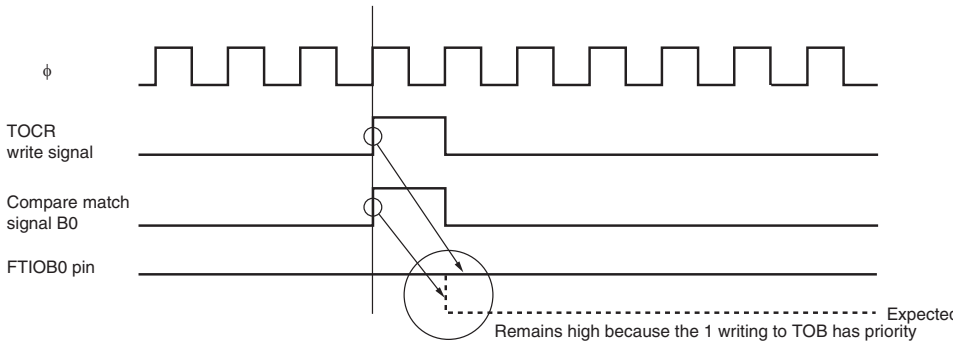 ϕ
TOCR
write signal
Compare match
signal B0
FTIOB0 pin
Expected
Remains high because the 1 writing to TOB has priority